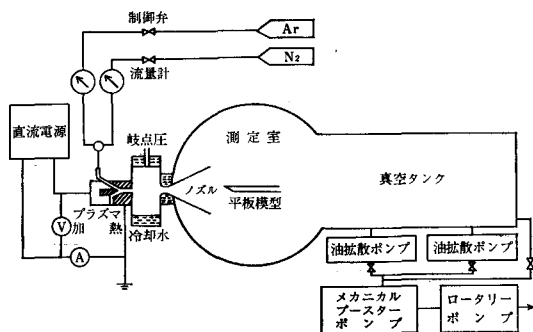 制御弁
Ar
N₂
流量計
直流電源
岐点圧
測定室
ノズル
平板模型
真空タンク
プラズマ
加熱
冷却水
V
A
油拡散ポンプ
油拡散ポンプ
メカニカル
ブースター
ポンプ
ロータリー
ポンプ